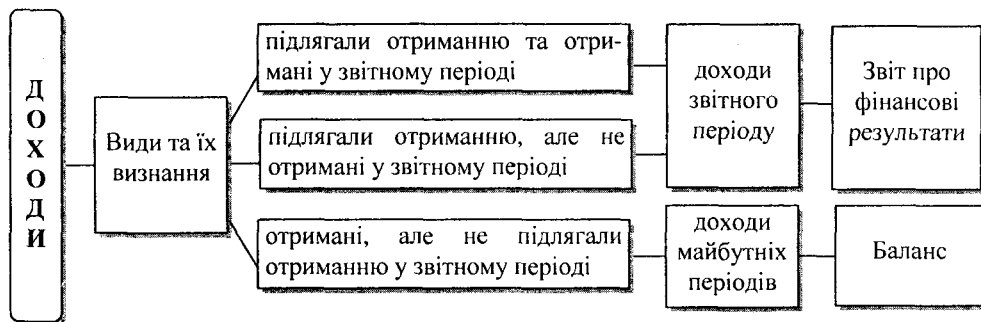 ДОХОДИ
Види та їх
визнання
підлягали отриманню та отри-
мані у звітному періоді
підлягали отриманню, але не
отримані у звітному періоді
отримані, але не підлягали
отриманню у звітному періоді
доходи
звітного
періоду
доходи
майбутніх
періодів
Звіт про
фінансові
результати
Баланс